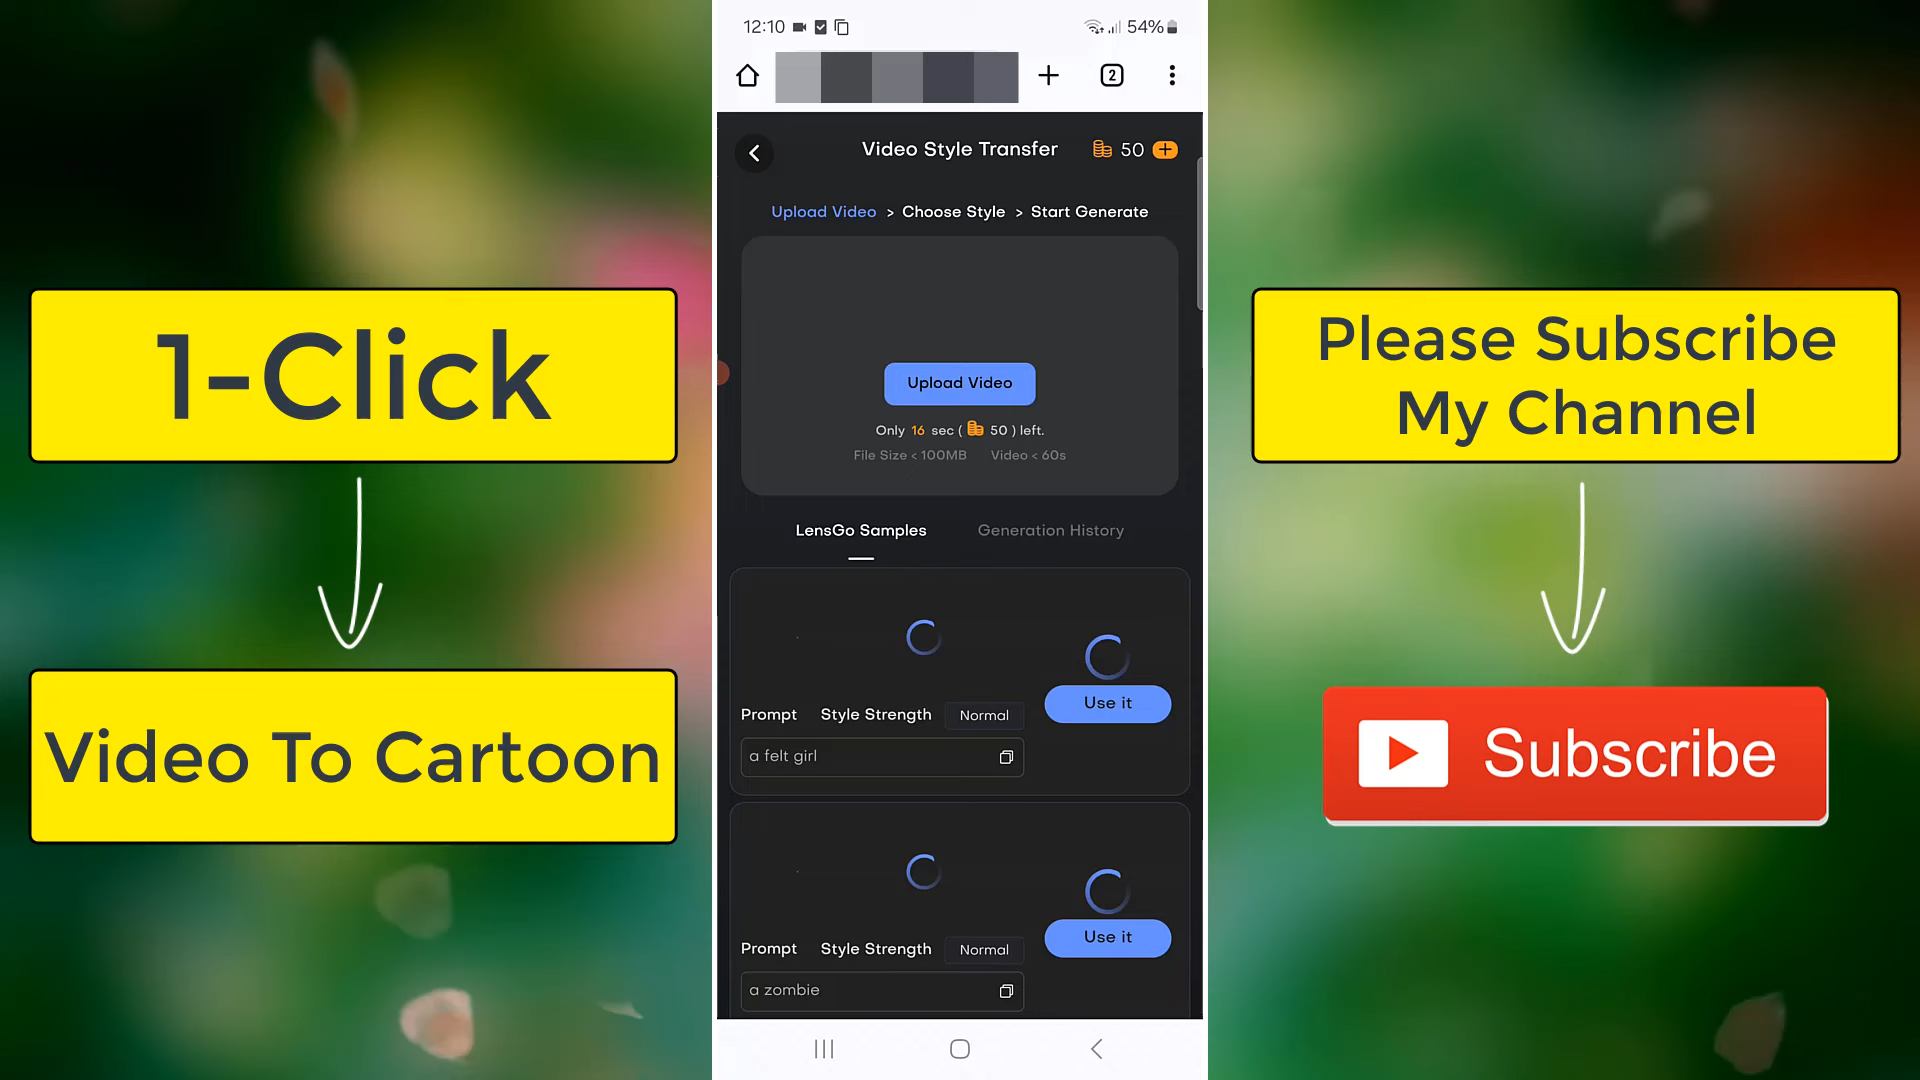 1-Click
Video To Cartoon
12:10
54%
2
Video Style Transfer
50
Upload Video > Choose Style > Start Generate
Upload Video
Only 16 sec ( 50 ) left.
File Size < 100MB Video < 60s
LensGo Samples
Generation History
Prompt Style Strength Normal
Use it
a felt girl
Prompt Style Strength Normal
Use it
a zombie
Please Subscribe
My Channel
Subscribe